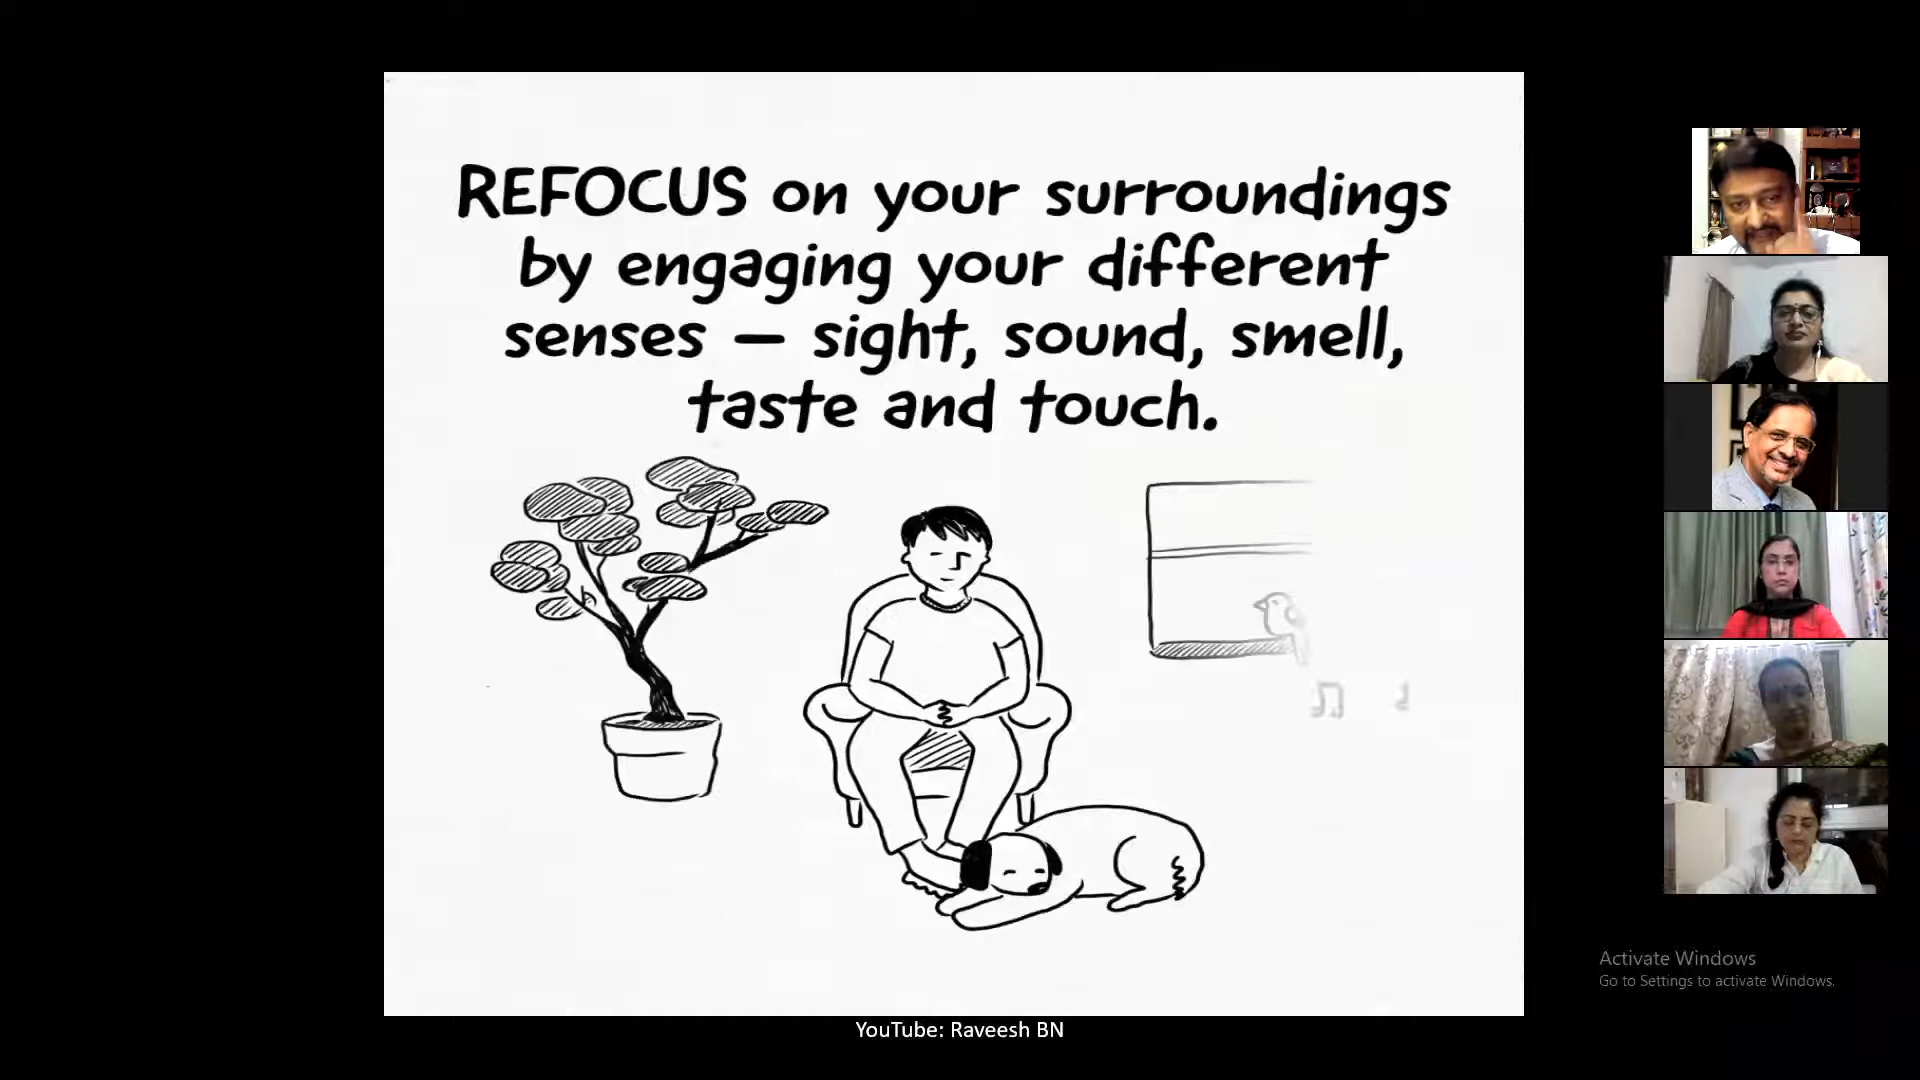 REFOCUS on your surroundings
by engaging your different
senses — sight, sound, smell,
taste and touch.
Activate Windows
Go to Settings to activate Windows.
YouTube: Raveesh BN